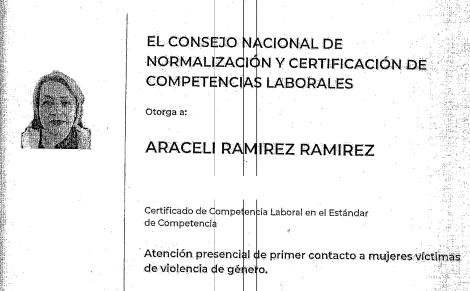 EL CONSEJO NACIONAL DE
NORMALIZACIÓN Y CERTIFICACIÓN DE
COMPETENCIAS LABORALES
Otorga a:
ARACELI RAMIREZ RAMIREZ
Certificado de Competencia Laboral en el Estándar
de Competencia
Atención presencial de primer contacto a mujeres víctimas
de violencia de género.